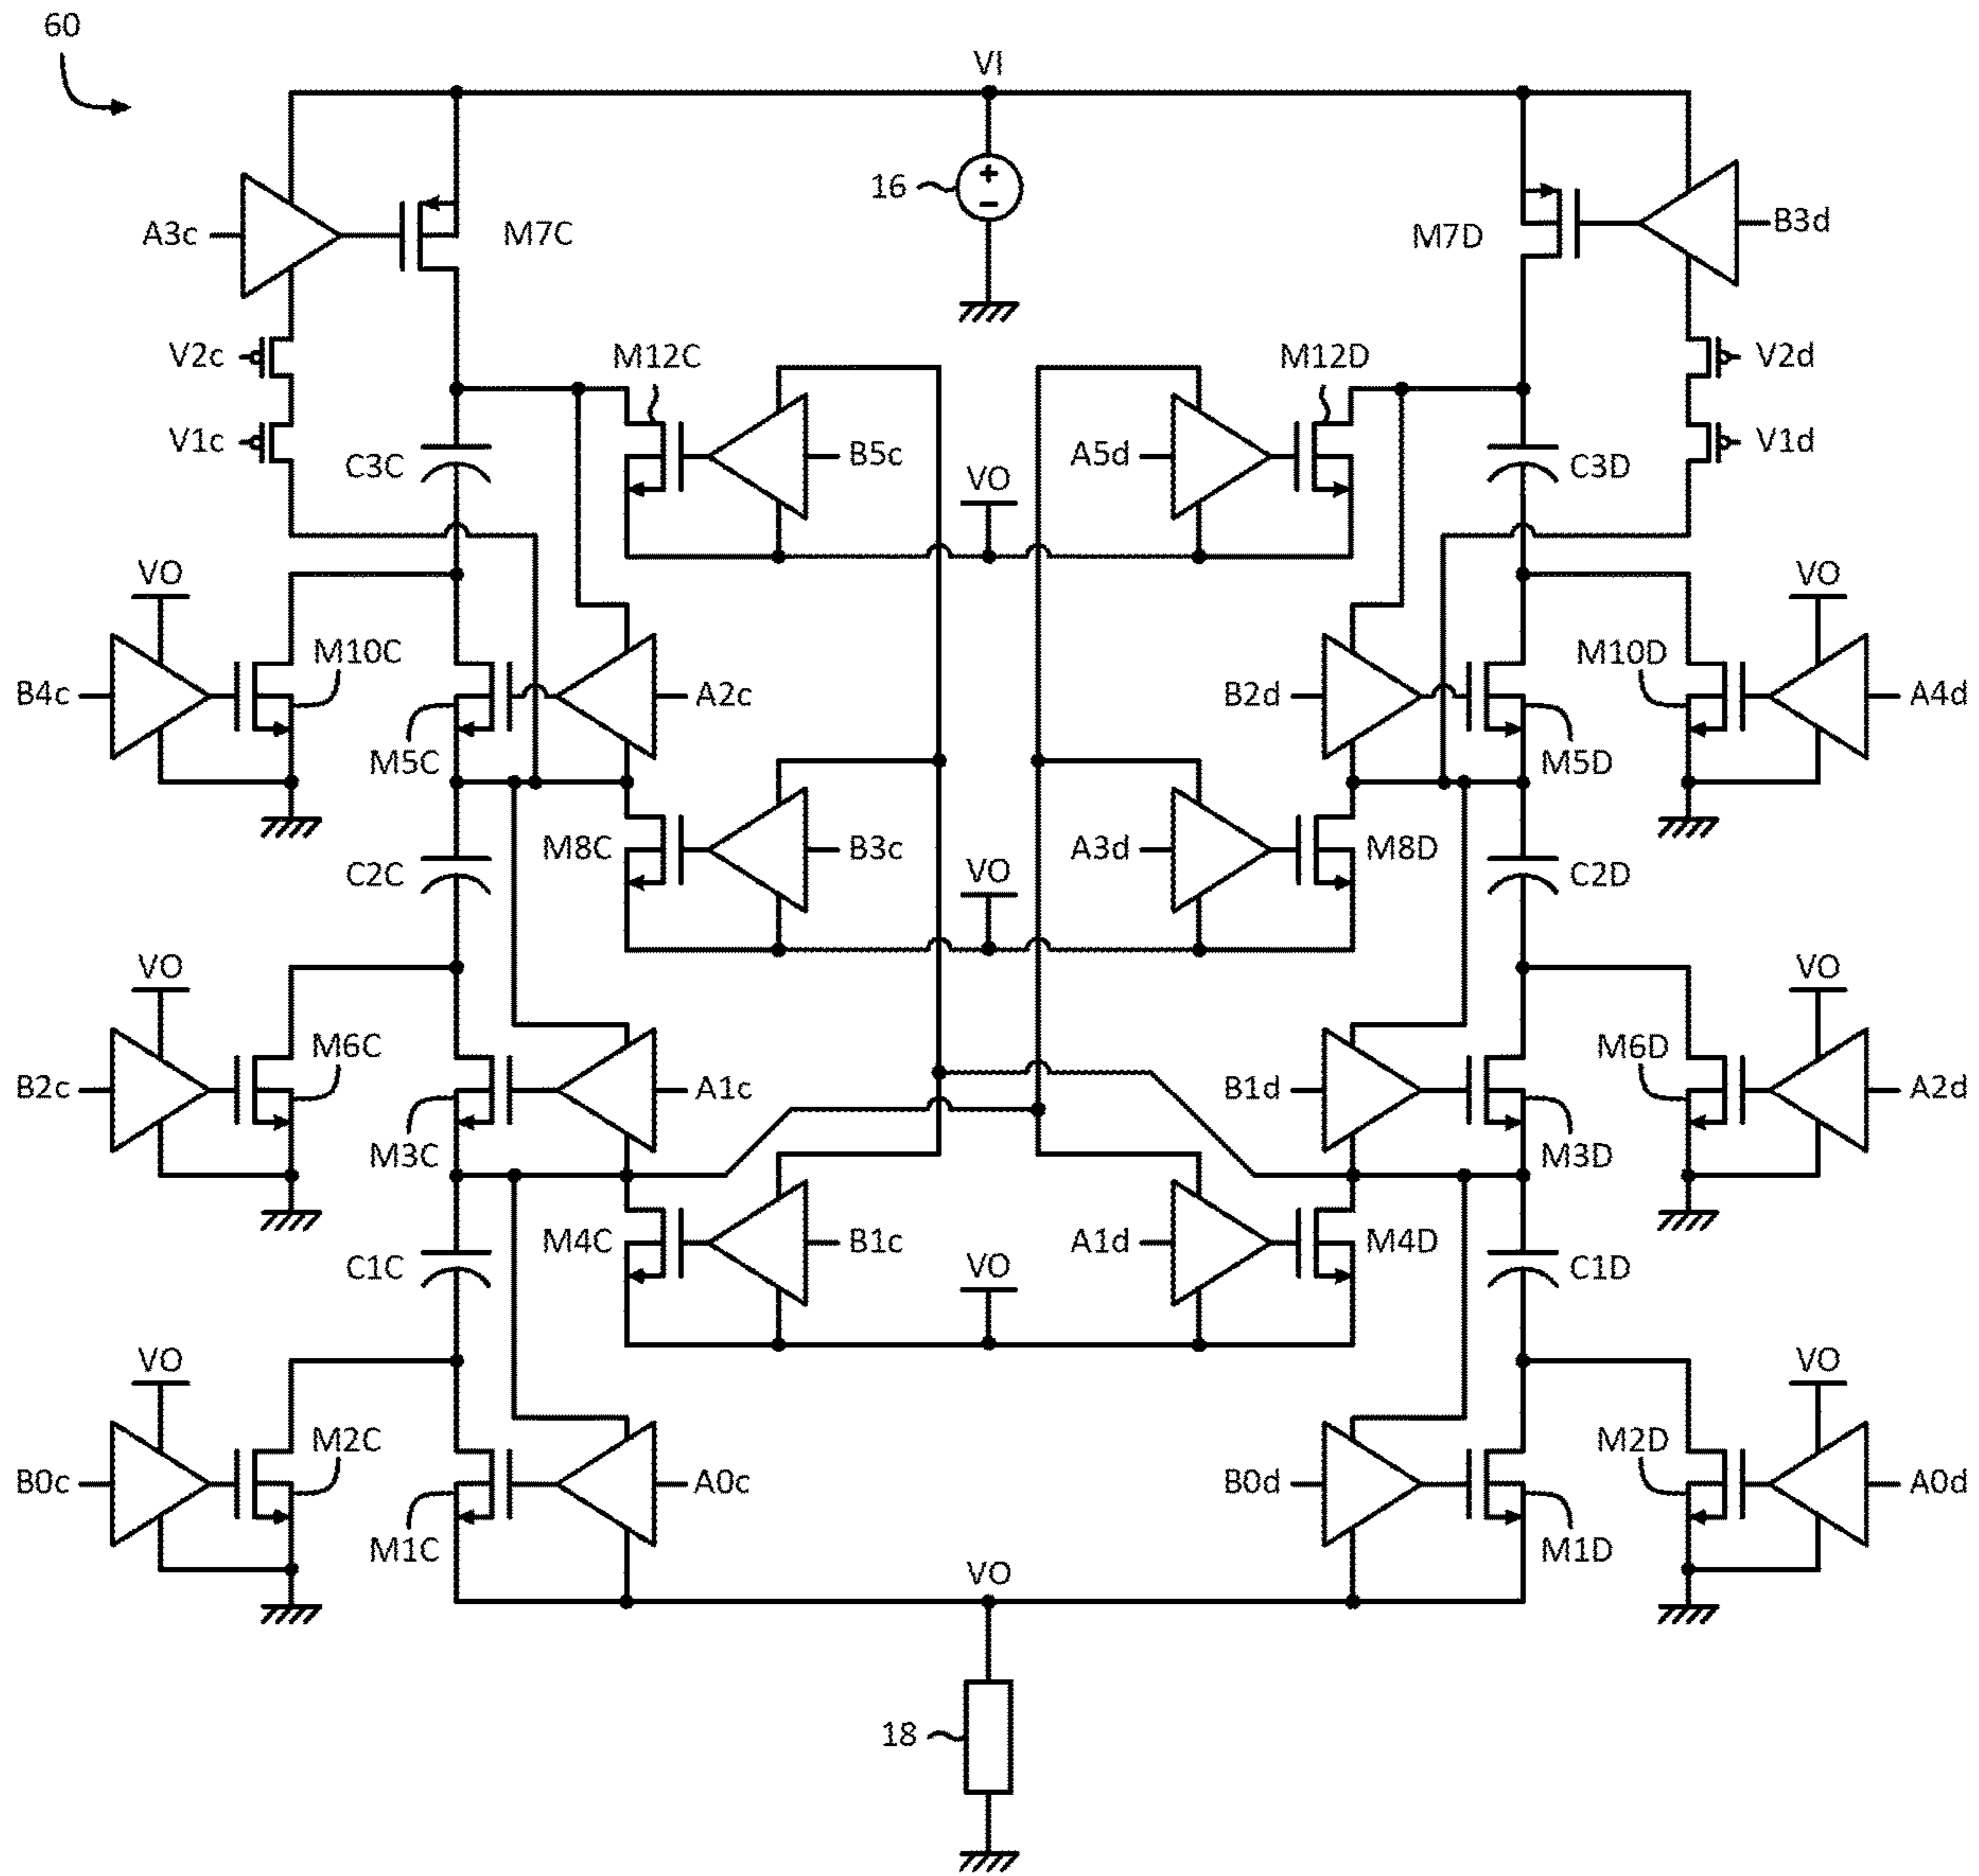 60
VI
16
A3c
M7C
M7D
B3d
V2c
M12C
M12D
V2d
V1c
C3C
B5c
VO
A5d
C3D
V1d
VO
VO
B4c
M10C
M5C
A2c
B2d
M5D
M10D
A4d
C2C
M8C
B3c
VO
A3d
M8D
C2D
VO
VO
B2c
M6C
M3C
A1c
B1d
M3D
M6D
A2d
C1C
M4C
B1c
VO
A1d
M4D
C1D
VO
VO
B0c
M2C
M1C
A0c
B0d
M1D
M2D
A0d
VO
18